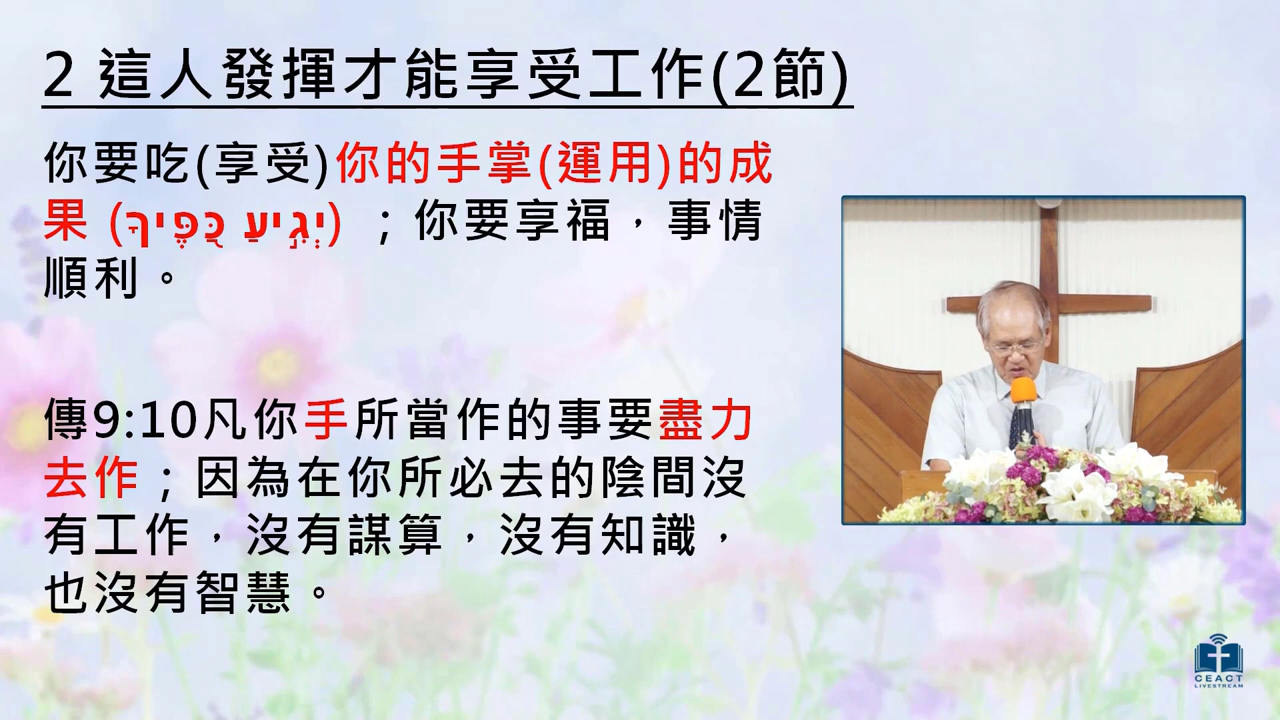 2 這人發揮才能享受工作(2節)
你要吃(享受)你的手掌(運用)的成
果 (יְגִ֣יעַ כַּ֭פֶּיךָ) ；你要享福，事情
順利。
傳9:10凡你手所當作的事要盡力
去作；因為在你所必去的陰間沒
有工作，沒有謀算，沒有知識，
也沒有智慧。
CEACT
LIVESTREAM